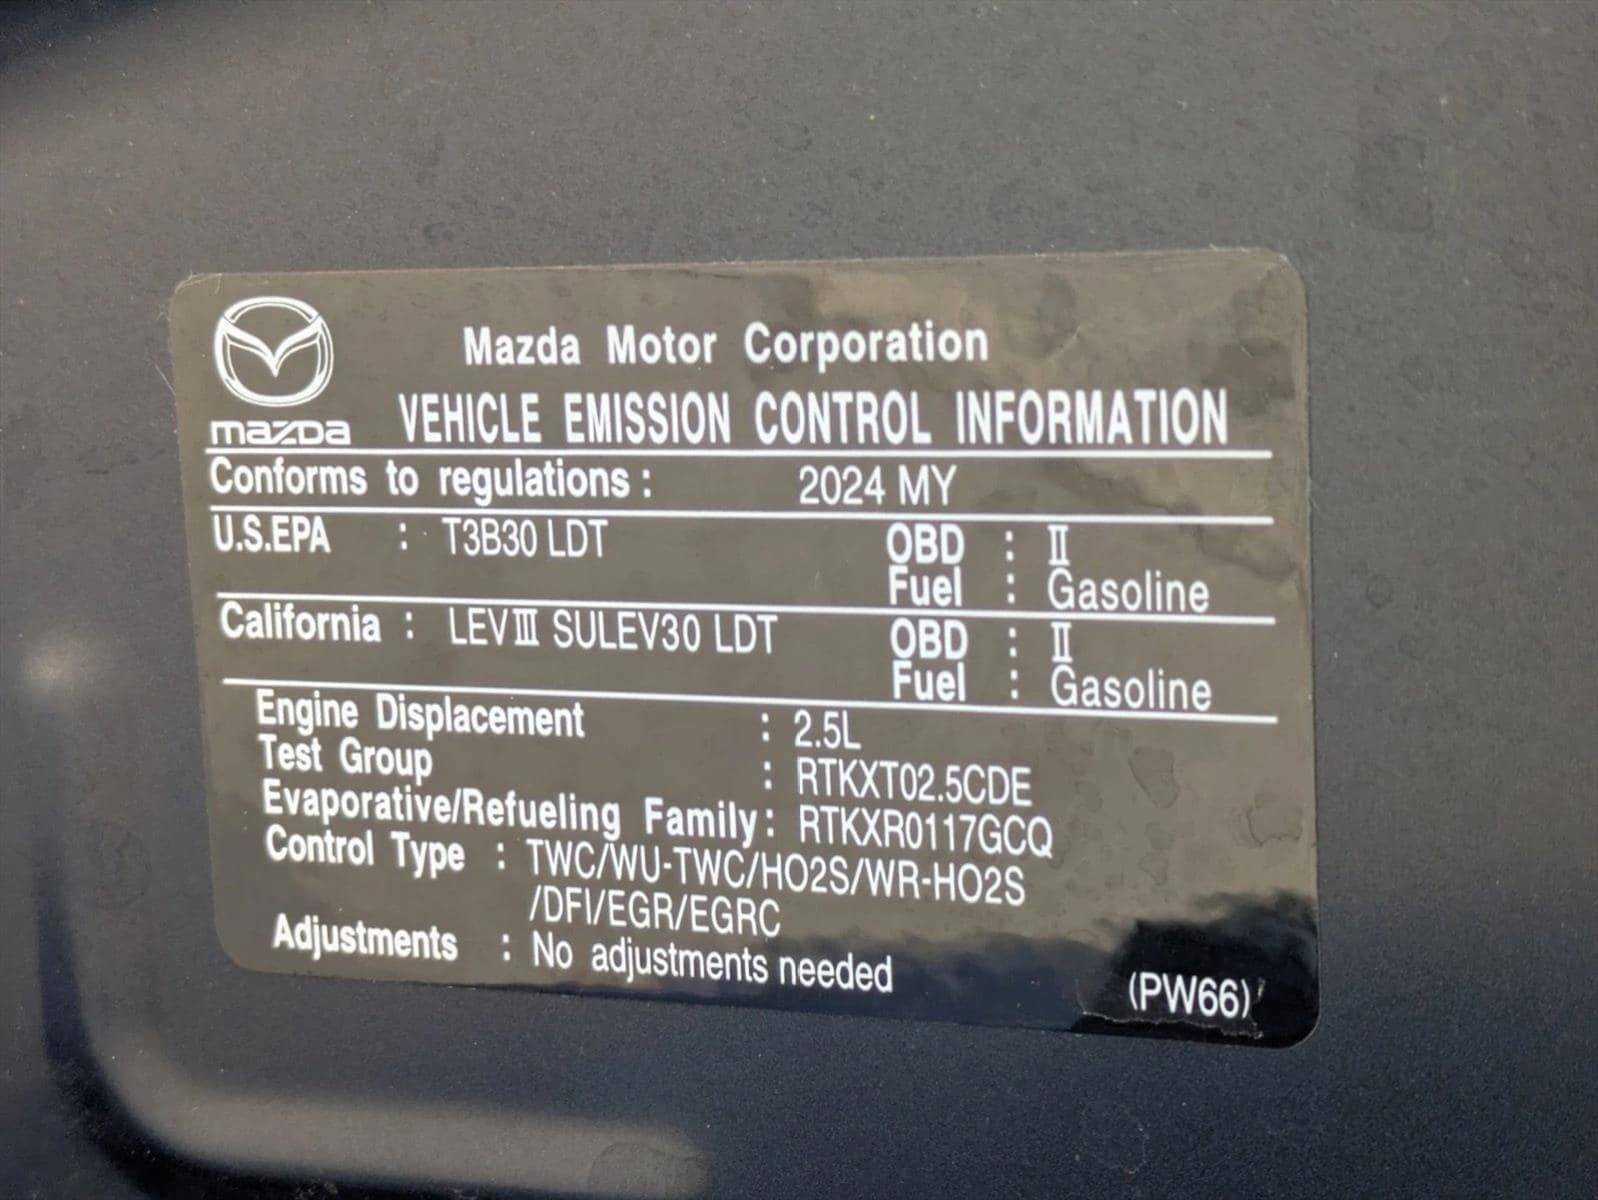 Mazda Motor Corporation
mazda VEHICLE EMISSION CONTROL INFORMATION
Conforms to regulations : 2024 MY
U.S.EPA : T3B30 LDT OBD : Ⅱ
Fuel : Gasoline
California : LEVⅢ SULEV30 LDT OBD : Ⅱ
Fuel : Gasoline
Engine Displacement : 2.5L
Test Group : RTKXT02.5CDE
Evaporative/Refueling Family : RTKXR0117GCQ
Control Type : TWC/WU-TWC/HO2S/WR-HO2S
/DFI/EGR/EGRC
Adjustments : No adjustments needed
(PW66)